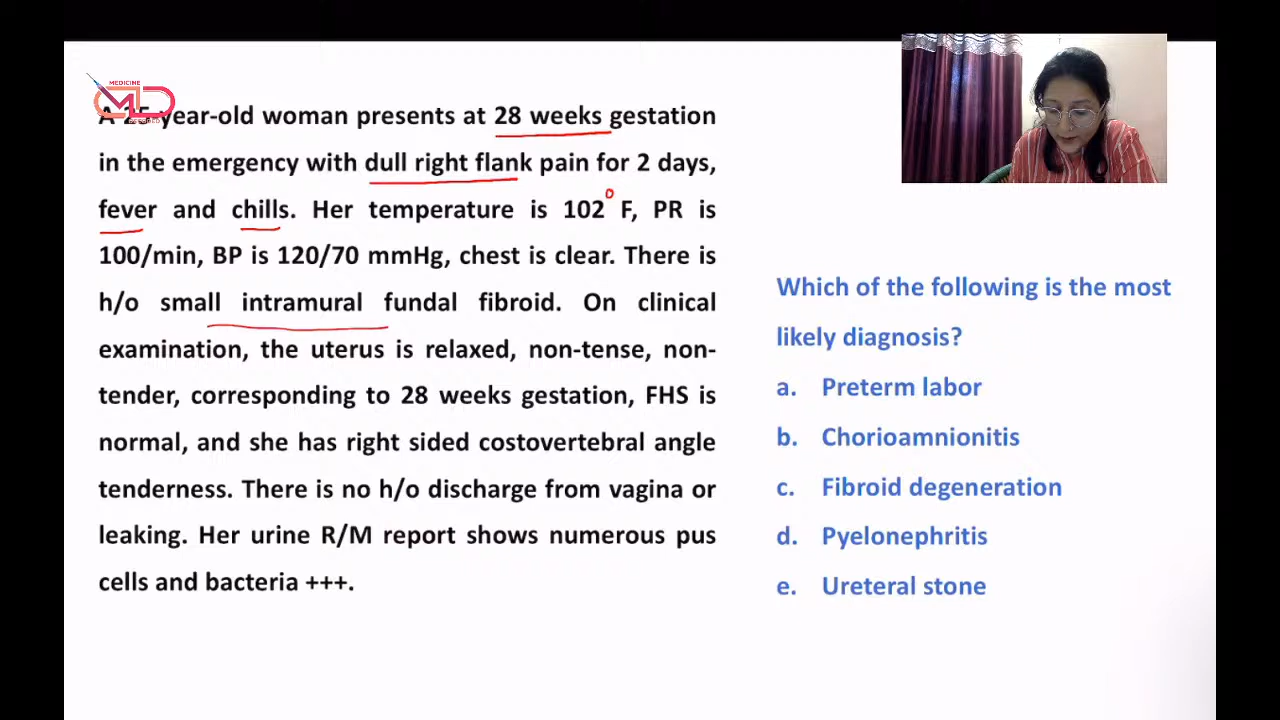 MEDICINE
A 25-year-old woman presents at 28 weeks gestation
in the emergency with dull right flank pain for 2 days,
fever and chills. Her temperature is 102° F, PR is
100/min, BP is 120/70 mmHg, chest is clear. There is
h/o small intramural fundal fibroid. On clinical
examination, the uterus is relaxed, non-tense, non-
tender, corresponding to 28 weeks gestation, FHS is
normal, and she has right sided costovertebral angle
tenderness. There is no h/o discharge from vagina or
leaking. Her urine R/M report shows numerous pus
cells and bacteria +++.
Which of the following is the most
likely diagnosis?
a. Preterm labor
b. Chorioamnionitis
c. Fibroid degeneration
d. Pyelonephritis
e. Ureteral stone